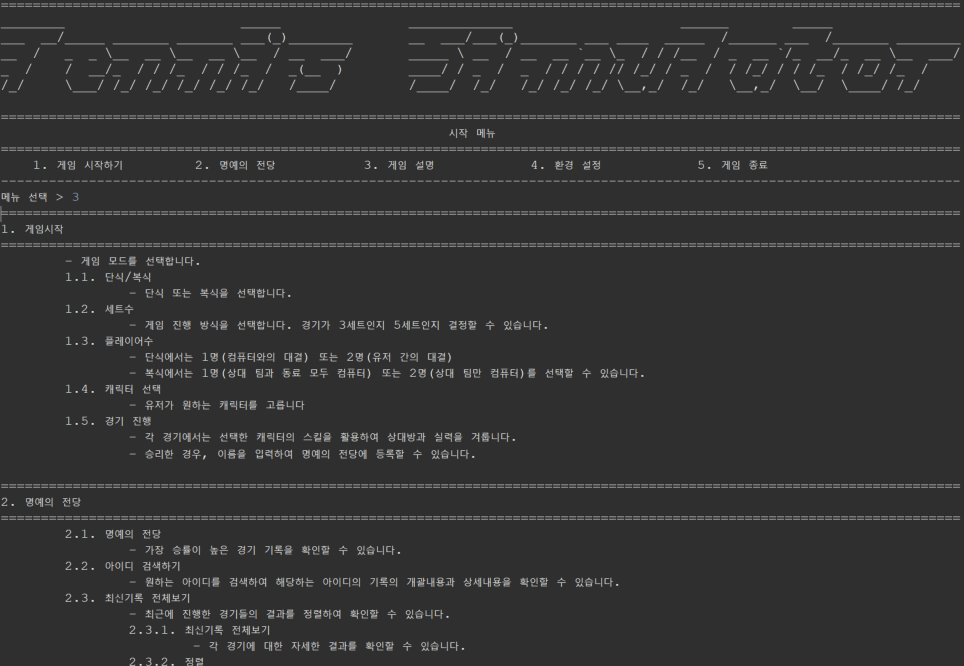 Tennis Simulator
시작 메뉴
1. 게임 시작하기 2. 명예의 전당 3. 게임 설명 4. 환경 설정 5. 게임 종료
메뉴 선택 > 3
1. 게임시작
- 게임 모드를 선택합니다.
1.1. 단식/복식
- 단식 또는 복식을 선택합니다.
1.2. 세트수
- 게임 진행 방식을 선택합니다. 경기가 3세트인지 5세트인지 결정할 수 있습니다.
1.3. 플레이어수
- 단식에서는 1명(컴퓨터와의 대결) 또는 2명(유저 간의 대결)
- 복식에서는 1명(상대 팀과 동료 모두 컴퓨터) 또는 2명(상대 팀만 컴퓨터)를 선택할 수 있습니다.
1.4. 캐릭터 선택
- 유저가 원하는 캐릭터를 고릅니다
1.5. 경기 진행
- 각 경기에서는 선택한 캐릭터의 스킬을 활용하여 상대방과 실력을 겨룹니다.
- 승리한 경우, 이름을 입력하여 명예의 전당에 등록할 수 있습니다.
2. 명예의 전당
2.1. 명예의 전당
- 가장 승률이 높은 경기 기록을 확인할 수 있습니다.
2.2. 아이디 검색하기
- 원하는 아이디를 검색하여 해당하는 아이디의 기록의 개괄내용과 상세내용을 확인할 수 있습니다.
2.3. 최신기록 전체보기
- 최근에 진행한 경기들의 결과를 정렬하여 확인할 수 있습니다.
2.3.1. 최신기록 전체보기
- 각 경기에 대한 자세한 결과를 확인할 수 있습니다.
2.3.2. 정렬